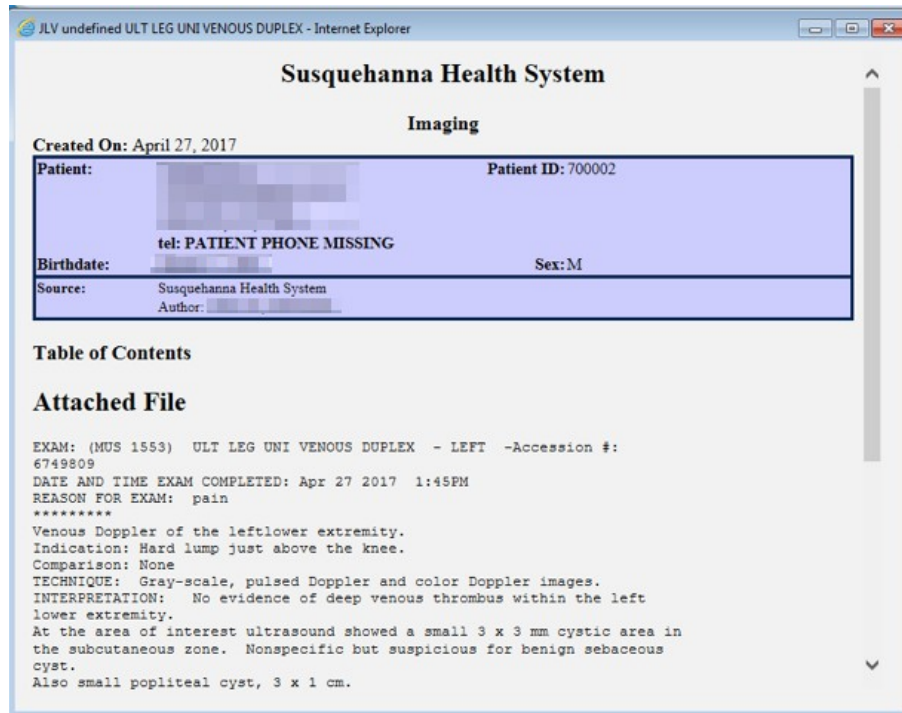 JLV undefined ULT LEG UNI VENOUS DUPLEX - Internet Explorer
Susquehanna Health System
Imaging
Created On: April 27, 2017
Patient: Patient ID: 700002
tel: PATIENT PHONE MISSING
Birthdate: Sex: M
Source: Susquehanna Health System
Author:
Table of Contents
Attached File
EXAM: (MUS 1553) ULT LEG UNI VENOUS DUPLEX - LEFT -Accession #:
6749809
DATE AND TIME EXAM COMPLETED: Apr 27 2017 1:45PM
REASON FOR EXAM: pain
*********
Venous Doppler of the leftlower extremity.
Indication: Hard lump just above the knee.
Comparison: None
TECHNIQUE: Gray-scale, pulsed Doppler and color Doppler images.
INTERPRETATION: No evidence of deep venous thrombus within the left
lower extremity.
At the area of interest ultrasound showed a small 3 x 3 mm cystic area in
the subcutaneous zone. Nonspecific but suspicious for benign sebaceous
cyst.
Also small popliteal cyst, 3 x 1 cm.